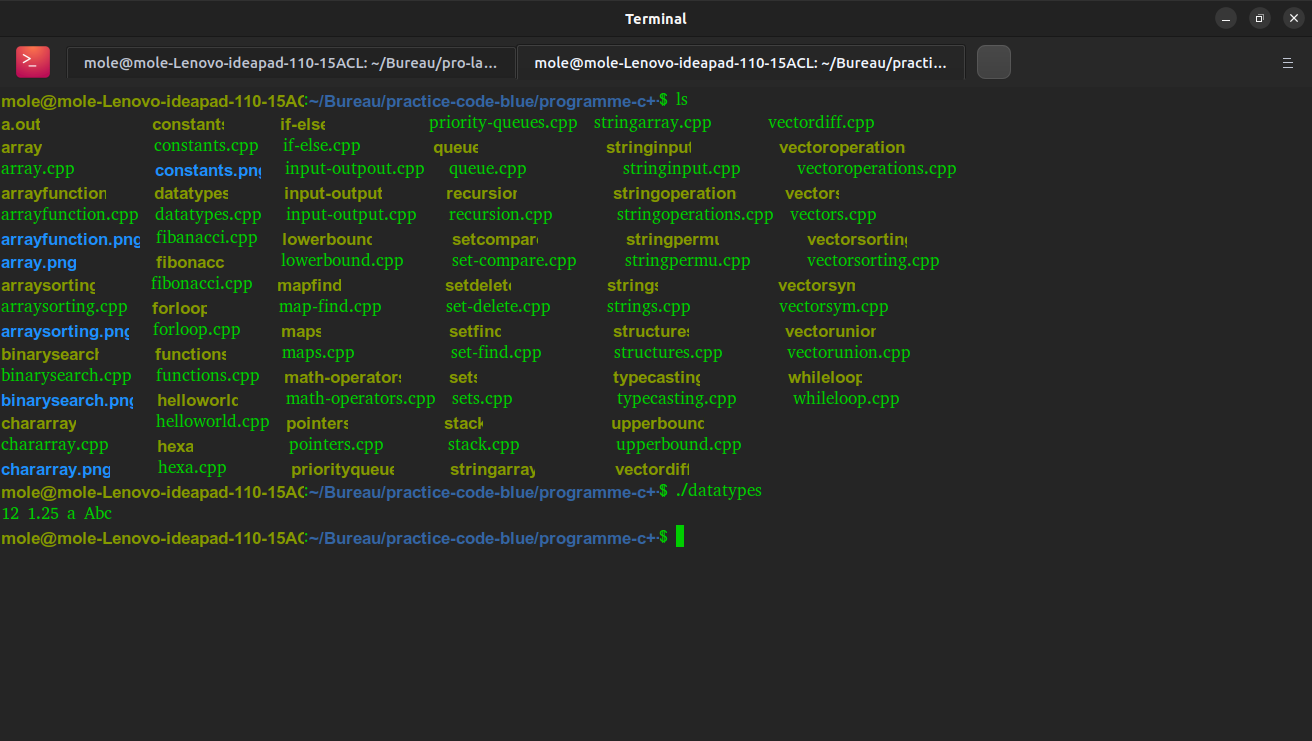 Terminal
mole@mole-Lenovo-ideapad-110-15ACL: ~/Bureau/pro-la... mole@mole-Lenovo-ideapad-110-15ACL: ~/Bureau/practi...
mole@mole-Lenovo-ideapad-110-15AC:~/Bureau/practice-code-blue/programme-c+$ ls
a.out constants if-else priority-queues.cpp stringarray.cpp vectordiff.cpp
array constants.cpp if-else.cpp queue stringinput vectoroperation
array.cpp constants.png input-outpout.cpp queue.cpp stringinput.cpp vectoroperations.cpp
arrayfunction datatypes input-output recursion stringoperation vectors
arrayfunction.cpp datatypes.cpp input-output.cpp recursion.cpp stringoperations.cpp vectors.cpp
arrayfunction.png fibanacci.cpp lowerbound setcompare stringpermu vectorsorting
array.png fibonacc lowerbound.cpp set-compare.cpp stringpermu.cpp vectorsorting.cpp
arraysorting fibonacci.cpp mapfind setdelete strings vectorsyn
arraysorting.cpp forloop map-find.cpp set-delete.cpp strings.cpp vectorsym.cpp
arraysorting.png forloop.cpp maps setfind structures vectorunion
binarysearch functions maps.cpp set-find.cpp structures.cpp vectorunion.cpp
binarysearch.cpp functions.cpp math-operators sets typecasting whileloop
binarysearch.png helloworld math-operators.cpp sets.cpp typecasting.cpp whileloop.cpp
chararray helloworld.cpp pointers stack upperbound
chararray.cpp hexa pointers.cpp stack.cpp upperbound.cpp
chararray.png hexa.cpp priorityqueue stringarray vectordiff
mole@mole-Lenovo-ideapad-110-15AC:~/Bureau/practice-code-blue/programme-c+$ ./datatypes
12 1.25 a Abc
mole@mole-Lenovo-ideapad-110-15AC:~/Bureau/practice-code-blue/programme-c+$